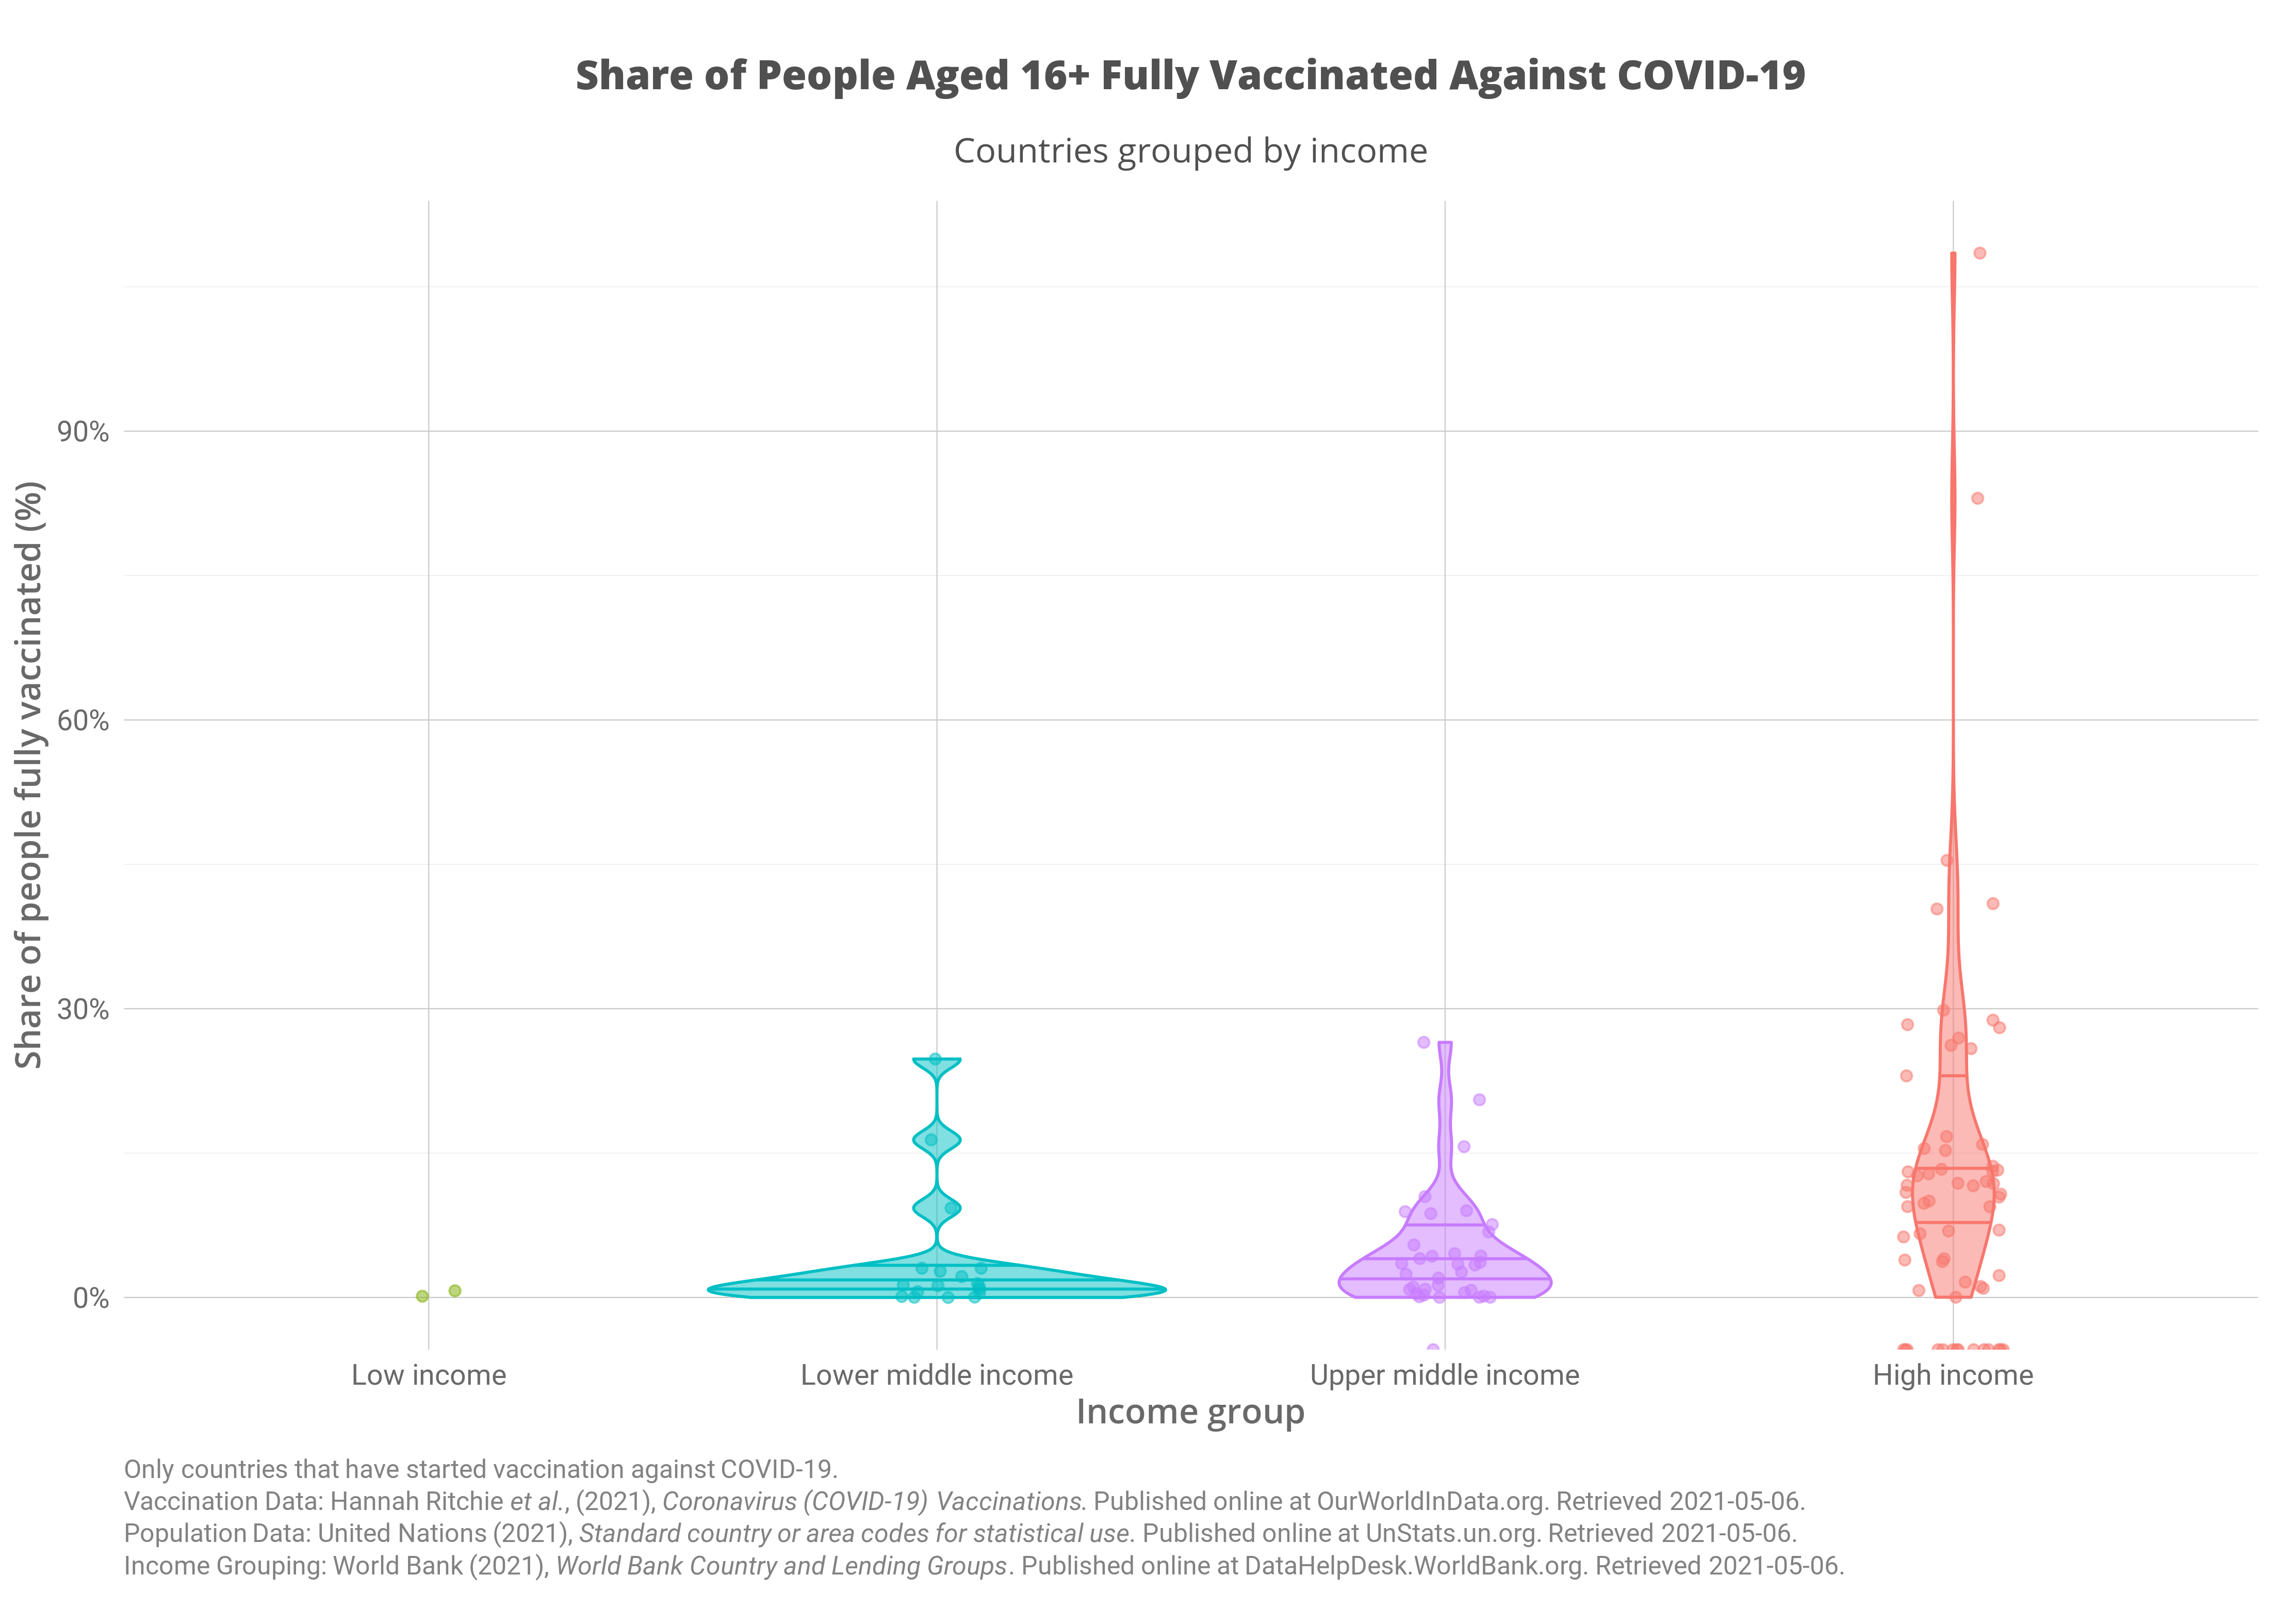 Share of People Aged 16+ Fully Vaccinated Against COVID-19
Countries grouped by income
Share of people fully vaccinated (%)
90%
60%
30%
0%
Low income
Lower middle income
Upper middle income
High income
Income group
Only countries that have started vaccination against COVID-19.
Vaccination Data: Hannah Ritchie et al., (2021), Coronavirus (COVID-19) Vaccinations. Published online at OurWorldInData.org. Retrieved 2021-05-06.
Population Data: United Nations (2021), Standard country or area codes for statistical use. Published online at UnStats.un.org. Retrieved 2021-05-06.
Income Grouping: World Bank (2021), World Bank Country and Lending Groups. Published online at DataHelpDesk.WorldBank.org. Retrieved 2021-05-06.